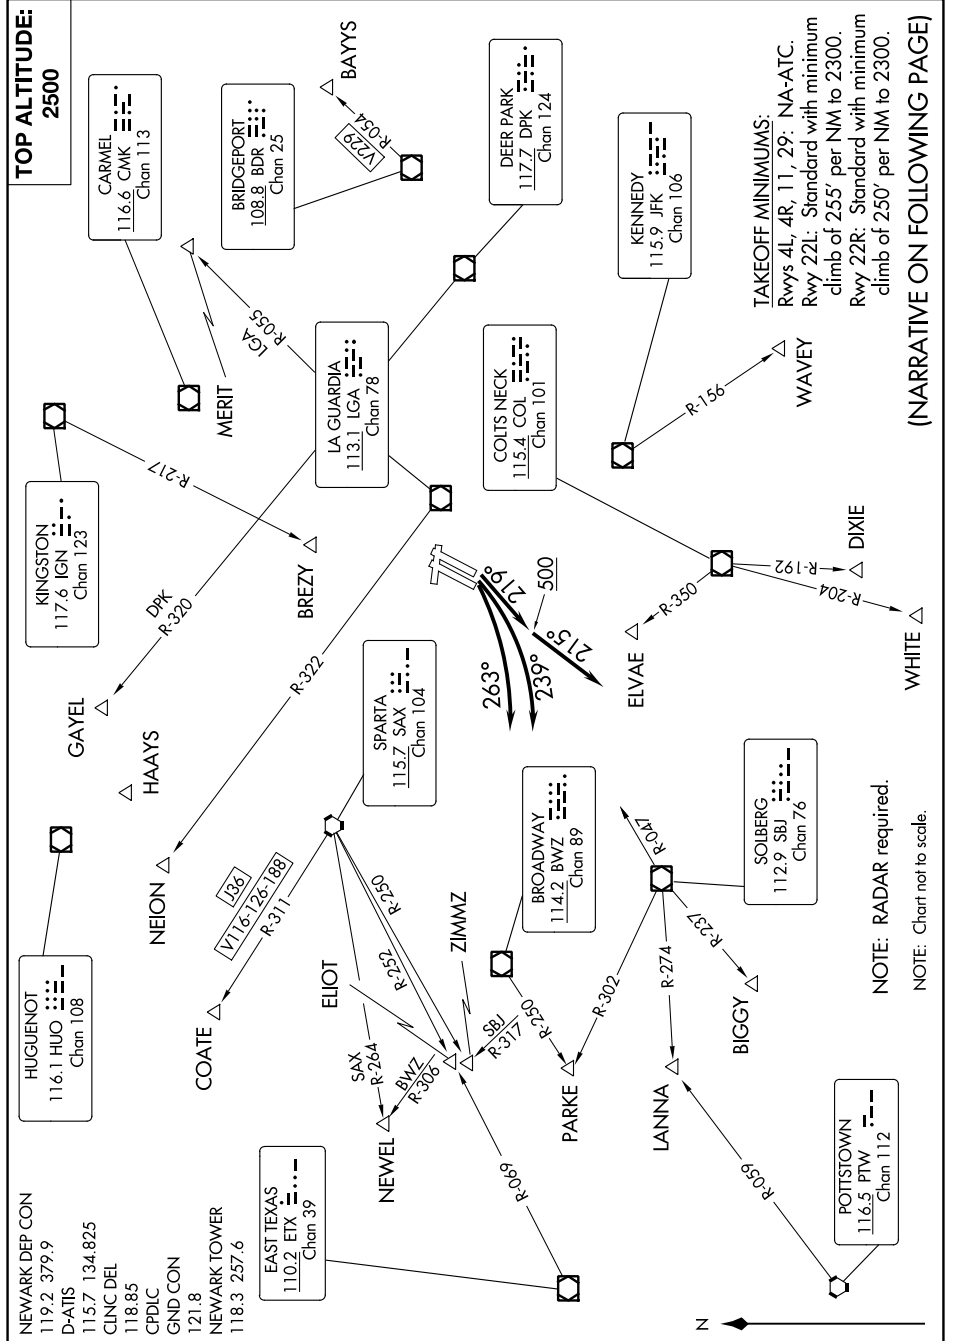 TOP ALTITUDE:
2500
NEWARK DEP CON
119.2 379.9
D-ATIS
115.7 134.825
CLNC DEL
118.85
CPDLC
GND CON
121.8
NEWARK TOWER
118.3 257.6
HUGUENOT
116.1 HUO
Chan 108
KINGSTON
117.6 IGN
Chan 123
CARMEL
116.6 CMK
Chan 113
BRIDGEPORT
108.8 BDR
Chan 25
BAYYS
V229
R-054
GAYEL
HAAYS
DPK
R-320
R-217
BREZY
MERIT
LGA
R-055
NEION
R-322
LA GUARDIA
113.1 LGA
Chan 78
DEER PARK
117.7 DPK
Chan 124
COATE
J36
V116-126-188
R-311
SPARTA
115.7 SAX
Chan 104
EAST TEXAS
110.2 ETX
Chan 39
NEWEL
SAX
R-264
ELIOT
R-252
R-250
BWZ
R-306
ZIMMZ
SBJ
R-317
R-069
BROADWAY
114.2 BWZ
Chan 89
R-250
PARKE
263°
239°
219°
500
215°
COLTS NECK
115.4 COL
Chan 101
KENNEDY
115.9 JFK
Chan 106
R-156
WAVEY
ELVAE
R-350
R-192
DIXIE
R-204
WHITE
R-047
R-302
R-274
R-237
LANNA
BIGGY
SOLBERG
112.9 SBJ
Chan 76
R-059
POTTSTOWN
116.5 PTW
Chan 112
N
NOTE: RADAR required.
NOTE: Chart not to scale.
TAKEOFF MINIMUMS:
Rwys 4L, 4R, 11, 29: NA-ATC.
Rwy 22L: Standard with minimum
climb of 255' per NM to 2300.
Rwy 22R: Standard with minimum
climb of 250' per NM to 2300.
(NARRATIVE ON FOLLOWING PAGE)